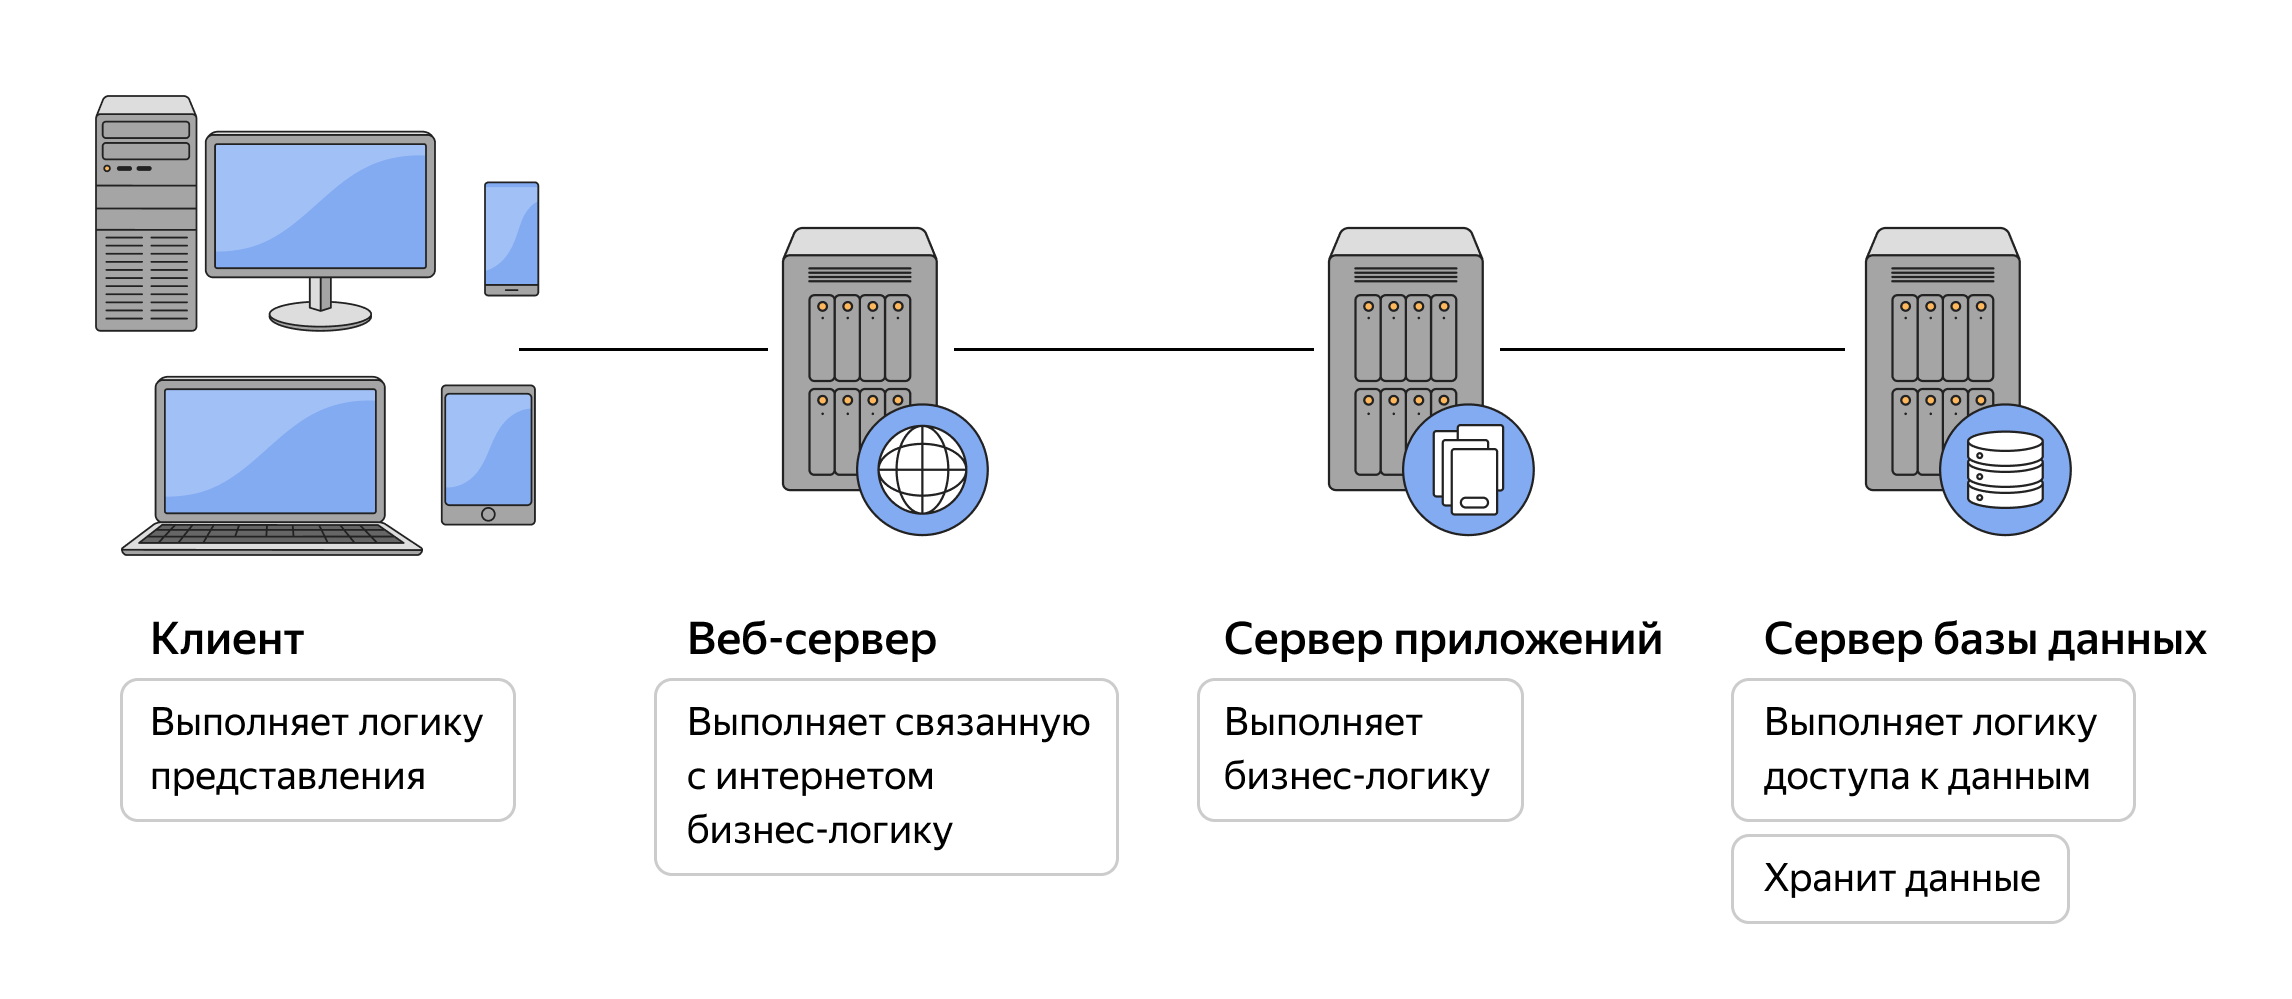 Клиент
Выполняет логику
представления
Веб-сервер
Выполняет связанную
с интернетом
бизнес-логику
Сервер приложений
Выполняет
бизнес-логику
Сервер базы данных
Выполняет логику
доступа к данным
Хранит данные